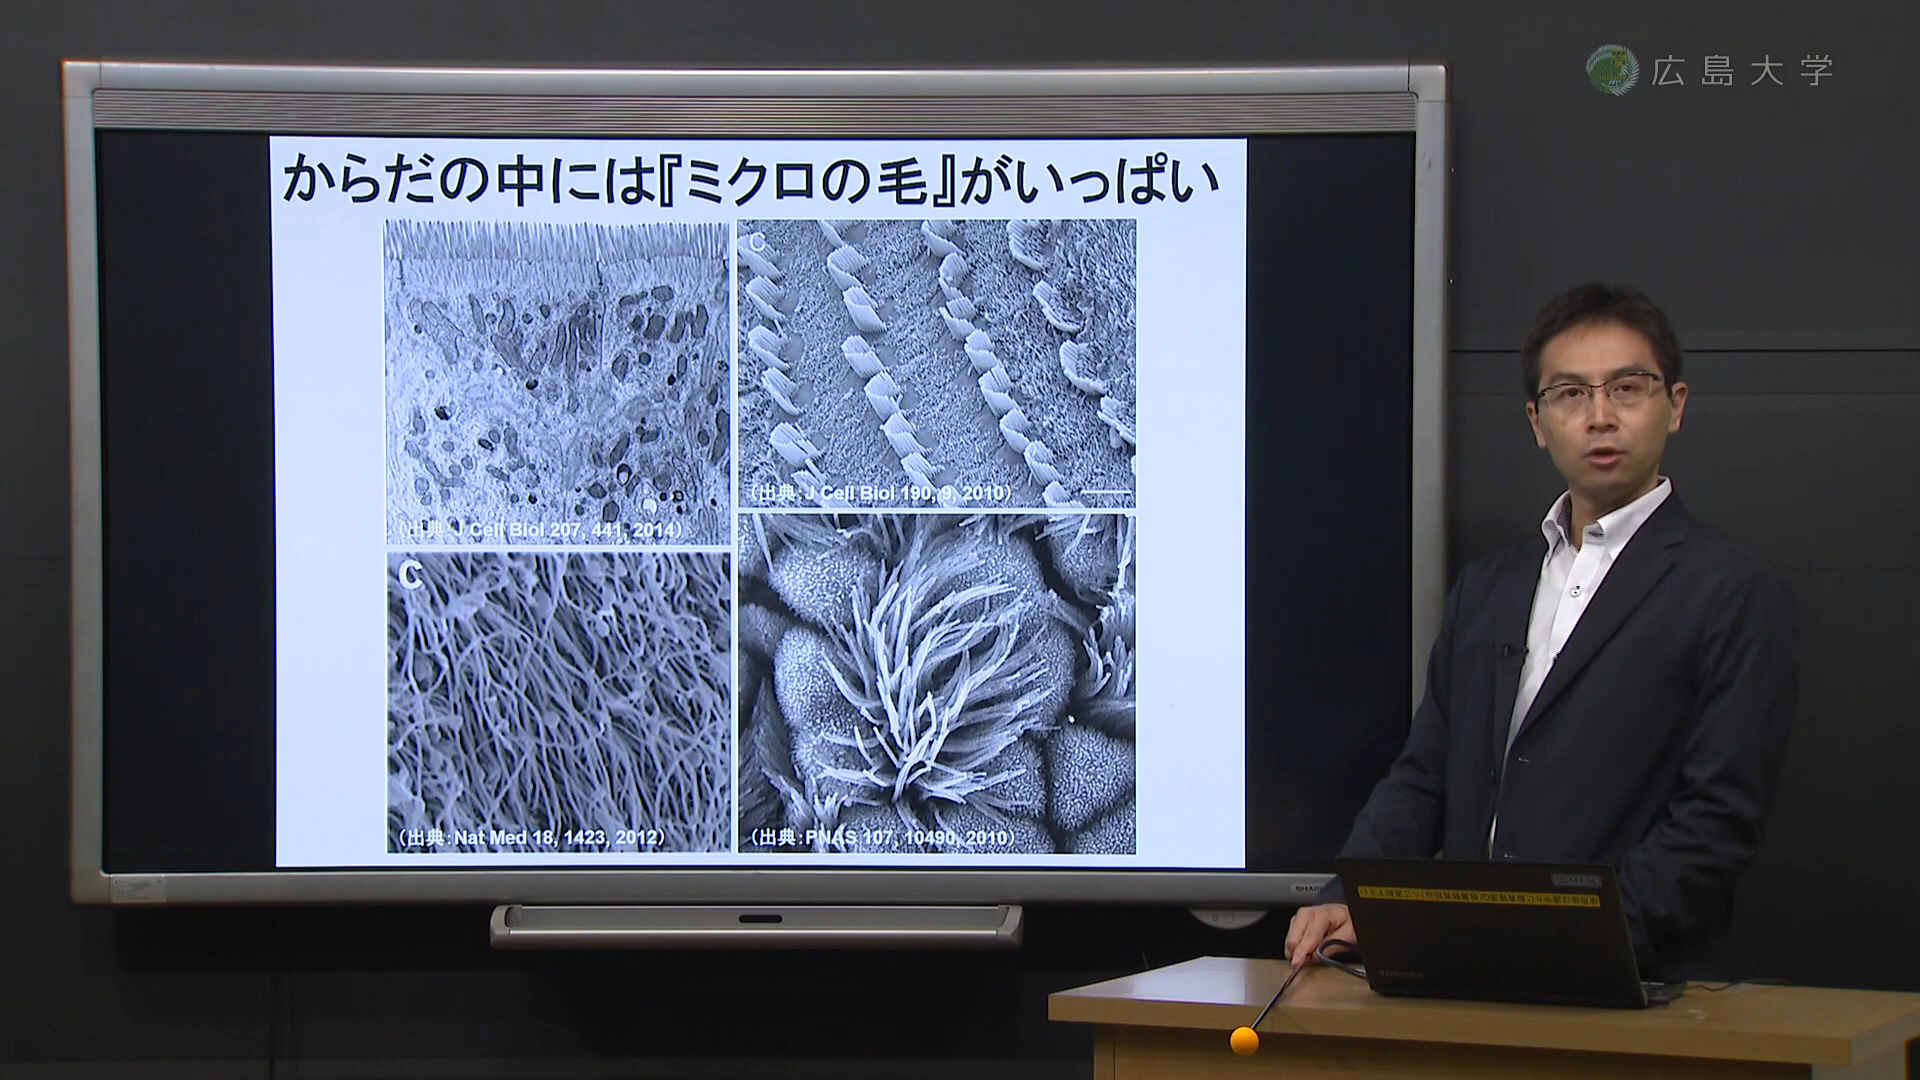 広島大学
からだの中には『ミクロの毛』がいっぱい
C
(出典:J Cell Biol 190, 9, 2010)
(出典:J Cell Biol 207, 441, 2014)
C
(出典:Nat Med 18, 1423, 2012)
(出典:PNAS 107, 10490, 2010)
SHARP
TOSHIBA